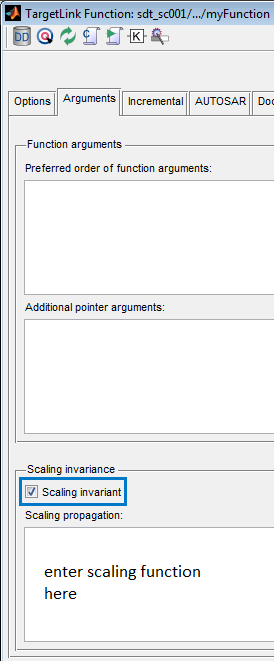 TargetLink Function: sdt_sc001/.../myFunction
DD K
Options Arguments Incremental AUTOSAR Doc
Function arguments
Preferred order of function arguments:
Additional pointer arguments:
Scaling invariance
Scaling invariant
Scaling propagation:
enter scaling function
here